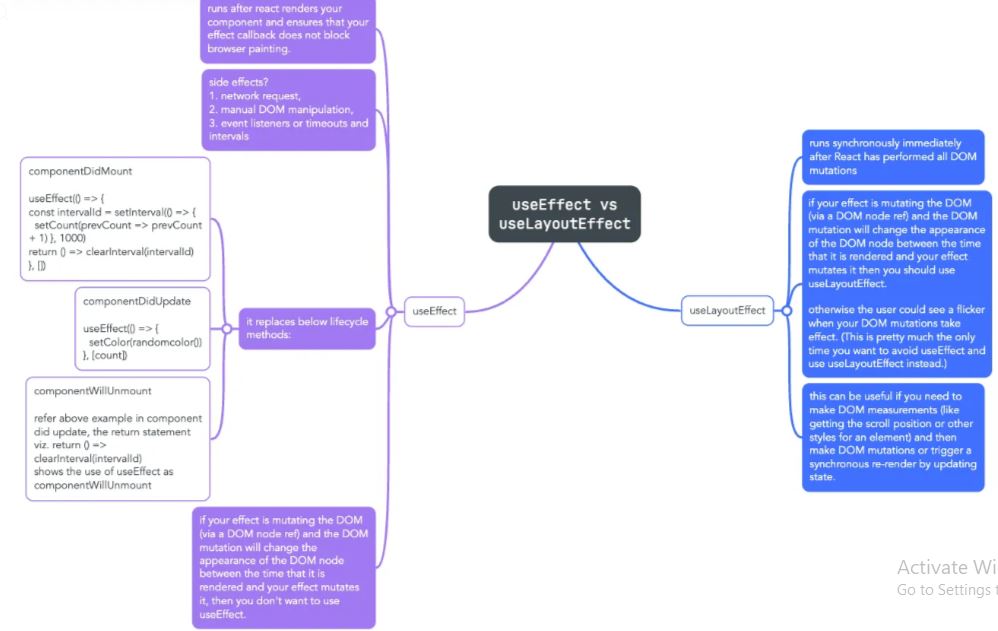 runs after react renders your
component and ensures that your
effect callback does not block
browser painting.
side effects?
1. network request,
2. manual DOM manipulation,
3. event listeners or timeouts and
intervals
componentDidMount
useEffect(() => {
const intervalId = setInterval(() => {
setCount(prevCount => prevCount
+ 1) }, 1000)
return () => clearInterval(intervalId)
}, [])
componentDidUpdate
useEffect(() => {
setColor(randomcolor())
}, [count])
componentWillUnmount
refer above example in component
did update, the return statement
viz. return () =>
clearInterval(intervalId)
shows the use of useEffect as
componentWillUnmount
it replaces below lifecycle
methods:
if your effect is mutating the DOM
(via a DOM node ref) and the DOM
mutation will change the
appearance of the DOM node
between the time that it is
rendered and your effect mutates
it, then you don't want to use
useEffect.
useEffect
useEffect vs
useLayoutEffect
useLayoutEffect
runs synchronously immediately
after React has performed all DOM
mutations
if your effect is mutating the DOM
(via a DOM node ref) and the DOM
mutation will change the appearance
of the DOM node between the time
that it is rendered and your effect
mutates it then you should use
useLayoutEffect.
otherwise the user could see a flicker
when your DOM mutations take
effect. (This is pretty much the only
time you want to avoid useEffect and
use useLayoutEffect instead.)
this can be useful if you need to
make DOM measurements (like
getting the scroll position or other
styles for an element) and then
make DOM mutations or trigger a
synchronous re-render by updating
state.
Activate Wi
Go to Settings t